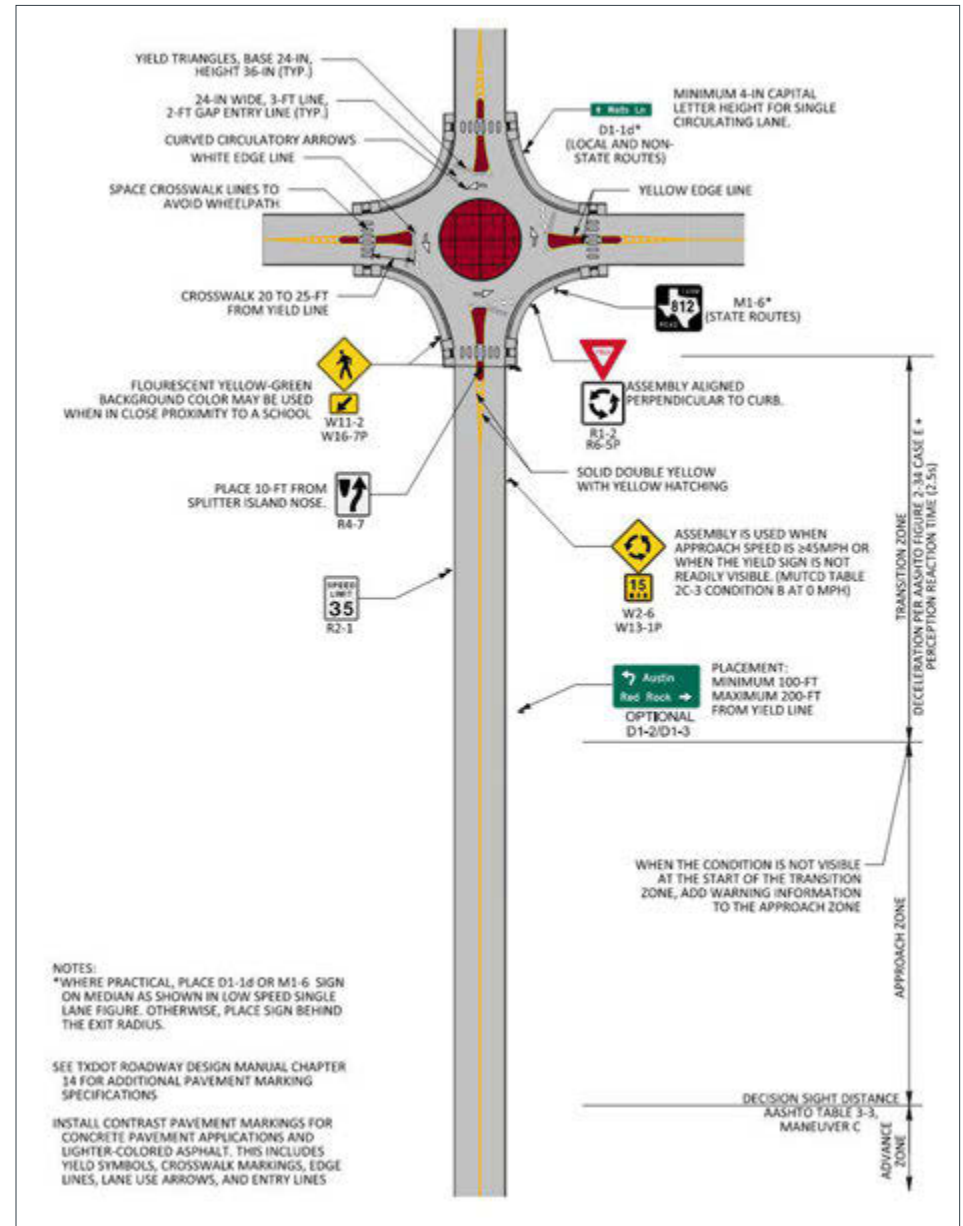 YIELD TRIANGLES, BASE 24-IN,
HEIGHT 36-IN (TYP.)
24-IN WIDE, 3-FT LINE,
2-FT GAP ENTRY LINE (TYP.)
CURVED CIRCULATORY ARROWS
WHITE EDGE LINE
SPACE CROSSWALK LINES TO
AVOID WHEELPATH
CROSSWALK 20 TO 25-FT
FROM YIELD LINE
MINIMUM 4-IN CAPITAL
LETTER HEIGHT FOR SINGLE
CIRCULATING LANE.
D1-1d*
(LOCAL AND NON-
STATE ROUTES)
YELLOW EDGE LINE
812
M1-6*
(STATE ROUTES)
FLOURESCENT YELLOW-GREEN
BACKGROUND COLOR MAY BE USED
WHEN IN CLOSE PROXIMITY TO A SCHOOL
W11-2
W16-7P
ASSEMBLY ALIGNED
PERPENDICULAR TO CURB.
R1-2
R6-5P
PLACE 10-FT FROM
SPLITTER ISLAND NOSE.
R4-7
SOLID DOUBLE YELLOW
WITH YELLOW HATCHING
SPEED
LIMIT
35
R2-1
15
ASSEMBLY IS USED WHEN
APPROACH SPEED IS ≥45MPH OR
WHEN THE YIELD SIGN IS NOT
READILY VISIBLE. (MUTCD TABLE
2C-3 CONDITION B AT 0 MPH)
W2-6
W13-1P
Austin
Red Rock
OPTIONAL
D1-2/D1-3
PLACEMENT:
MINIMUM 100-FT
MAXIMUM 200-FT
FROM YIELD LINE
TRANSITION ZONE
DECELERATION PER AASHTO FIGURE 2-34 CASE E +
PERCEPTION REACTION TIME (2.5s)
WHEN THE CONDITION IS NOT VISIBLE
AT THE START OF THE TRANSITION
ZONE, ADD WARNING INFORMATION
TO THE APPROACH ZONE
APPROACH ZONE
DECISION SIGHT DISTANCE
AASHTO TABLE 3-3,
MANEUVER C
ADVANCE
ZONE
NOTES:
*WHERE PRACTICAL, PLACE D1-1d OR M1-6 SIGN
ON MEDIAN AS SHOWN IN LOW SPEED SINGLE
LANE FIGURE. OTHERWISE, PLACE SIGN BEHIND
THE EXIT RADIUS.
SEE TXDOT ROADWAY DESIGN MANUAL CHAPTER
14 FOR ADDITIONAL PAVEMENT MARKING
SPECIFICATIONS
INSTALL CONTRAST PAVEMENT MARKINGS FOR
CONCRETE PAVEMENT APPLICATIONS AND
LIGHTER-COLORED ASPHALT. THIS INCLUDES
YIELD SYMBOLS, CROSSWALK MARKINGS, EDGE
LINES, LANE USE ARROWS, AND ENTRY LINES